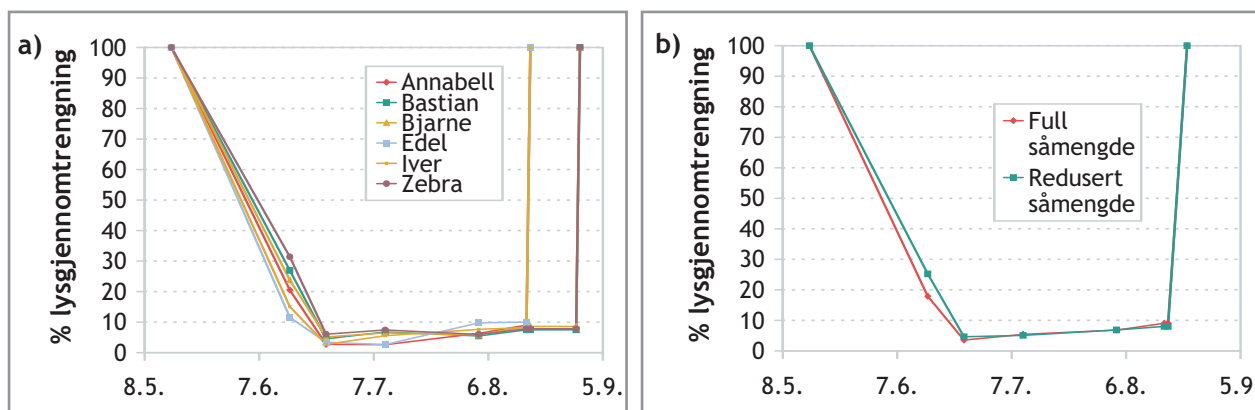 a)
% lysgjennomtrengning
100
90
80
70
60
50
40
30
20
10
0
8.5.
7.6.
7.7.
6.8.
5.9.
Annabell
Bastian
Bjarne
Edel
Iver
Zebra
b)
% lysgjennomtrengning
100
90
80
70
60
50
40
30
20
10
0
8.5.
7.6.
7.7.
6.8.
5.9.
Full
såmengde
Redusert
såmengde